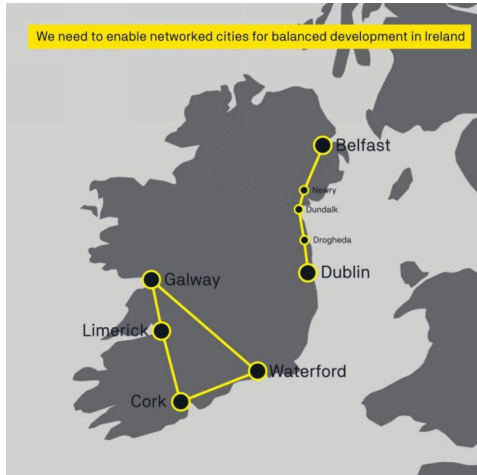 We need to enable networked cities for balanced development in Ireland
Belfast
Newry
Dundalk
Drogheda
Dublin
Galway
Limerick
Waterford
Cork